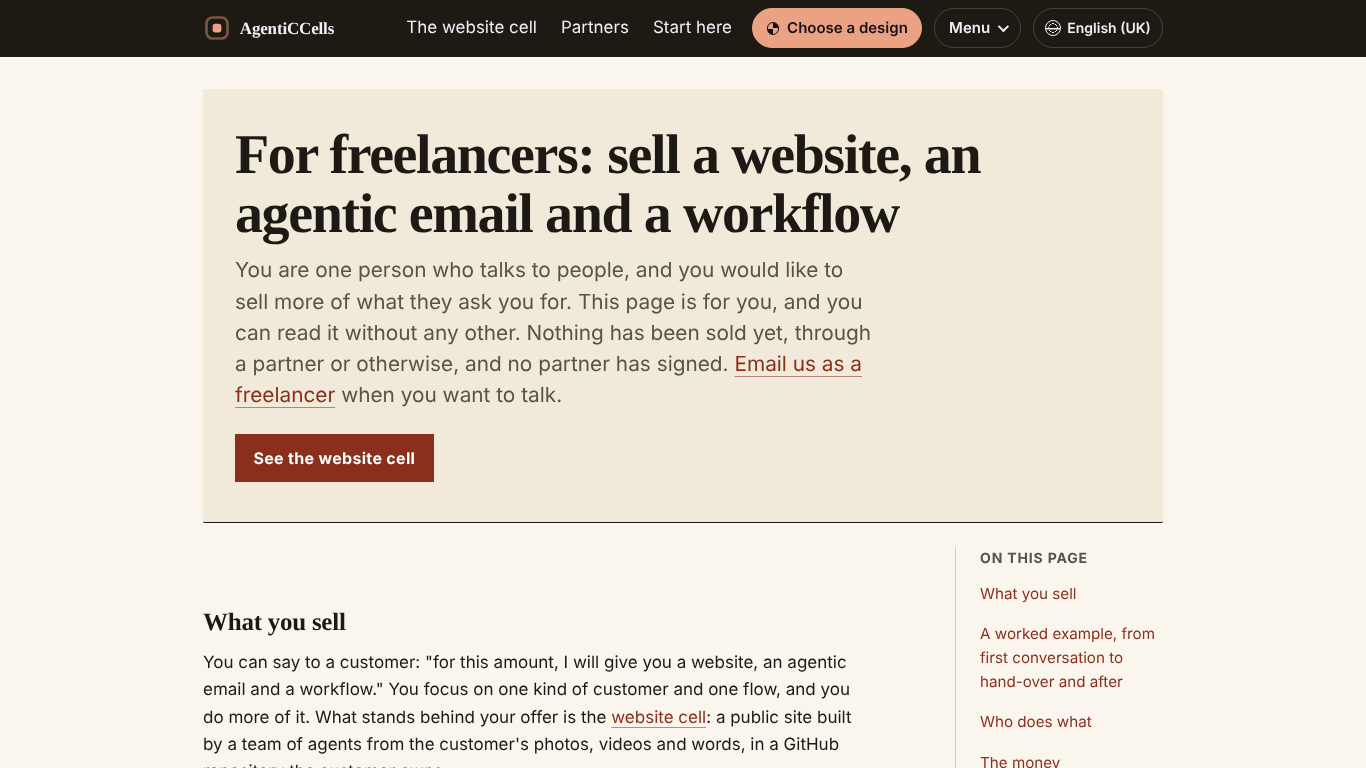 AgentiCCells
The website cell
Partners
Start here
Choose a design
Menu
English (UK)
For freelancers: sell a website, an
agentic email and a workflow
You are one person who talks to people, and you would like to
sell more of what they ask you for. This page is for you, and you
can read it without any other. Nothing has been sold yet, through
a partner or otherwise, and no partner has signed. Email us as a
freelancer when you want to talk.
See the website cell
ON THIS PAGE
What you sell
A worked example, from
first conversation to
hand-over and after
Who does what
The money
What you sell
You can say to a customer: "for this amount, I will give you a website, an agentic
email and a workflow." You focus on one kind of customer and one flow, and you
do more of it. What stands behind your offer is the website cell: a public site built
by a team of agents from the customer's photos, videos and words, in a GitHub
repository the customer owns.